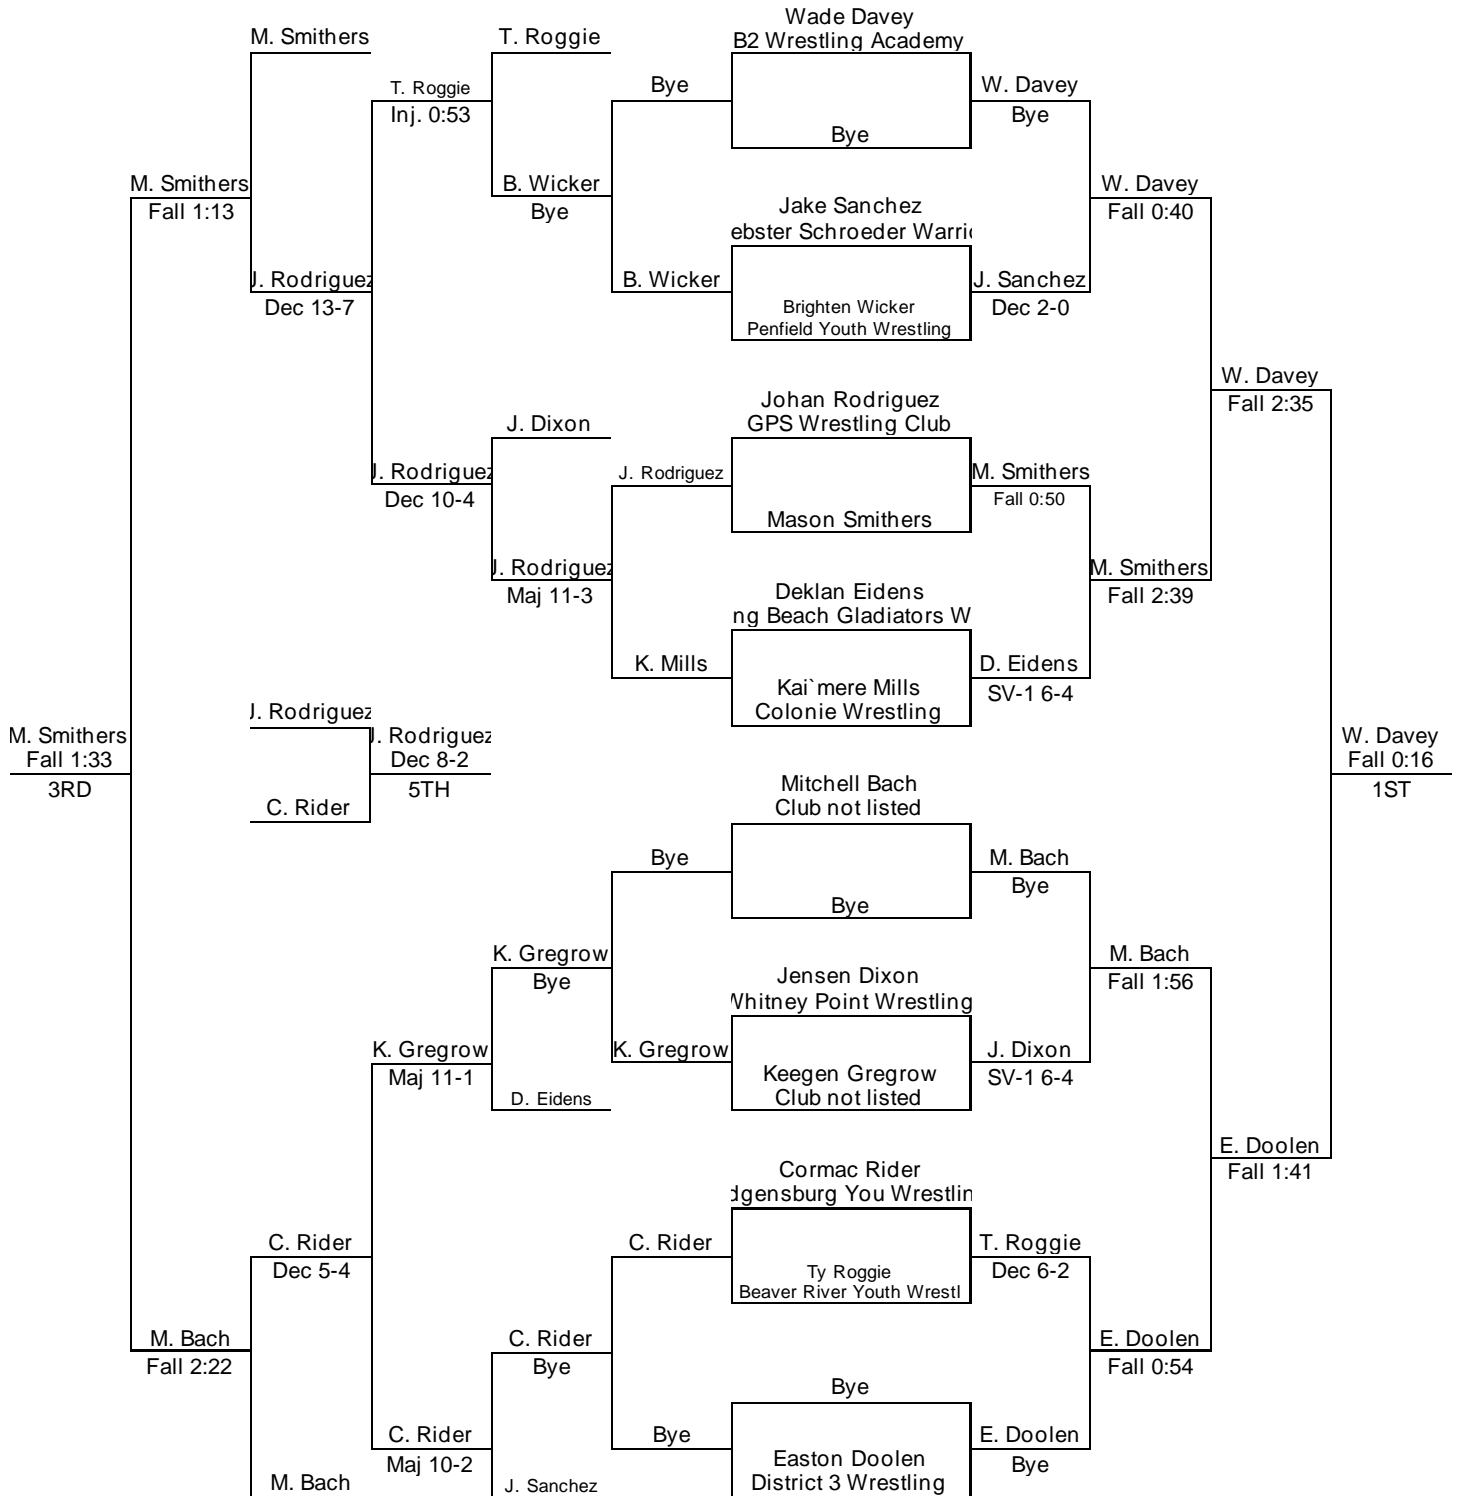 Wade Davey
B2 Wrestling Academy
M. Smithers
T. Roggie
T. Roggie
Inj. 0:53
Bye
W. Davey
Bye
Bye
M. Smithers
Fall 1:13
B. Wicker
Bye
W. Davey
Fall 0:40
Jake Sanchez
ebster Schroeder Warri
J. Rodriguez
Dec 13-7
B. Wicker
Brighten Wicker
Penfield Youth Wrestling
J. Sanchez
Dec 2-0
W. Davey
Fall 2:35
Johan Rodriguez
GPS Wrestling Club
J. Dixon
J. Rodriguez
Dec 10-4
J. Rodriguez
M. Smithers
Fall 0:50
Mason Smithers
J. Rodriguez
Maj 11-3
M. Smithers
Fall 2:39
Deklan Eidens
ng Beach Gladiators W
K. Mills
Kai`mere Mills
Colonie Wrestling
D. Eidens
SV-1 6-4
J. Rodriguez
M. Smithers
Fall 1:33
3RD
J. Rodriguez
Dec 8-2
5TH
C. Rider
W. Davey
Fall 0:16
1ST
Mitchell Bach
Club not listed
Bye
M. Bach
Bye
Bye
K. Gregrow
Bye
M. Bach
Fall 1:56
Jensen Dixon
Whitney Point Wrestling
K. Gregrow
Maj 11-1
K. Gregrow
Keegen Gregrow
Club not listed
J. Dixon
SV-1 6-4
D. Eidens
E. Doolen
Fall 1:41
Cormac Rider
dgensburg You Wrestlin
C. Rider
Dec 5-4
C. Rider
Ty Roggie
Beaver River Youth Wrestl
T. Roggie
Dec 6-2
M. Bach
Fall 2:22
C. Rider
Bye
E. Doolen
Fall 0:54
Bye
C. Rider
Maj 10-2
Bye
Easton Doolen
District 3 Wrestling
E. Doolen
Bye
M. Bach
J. Sanchez